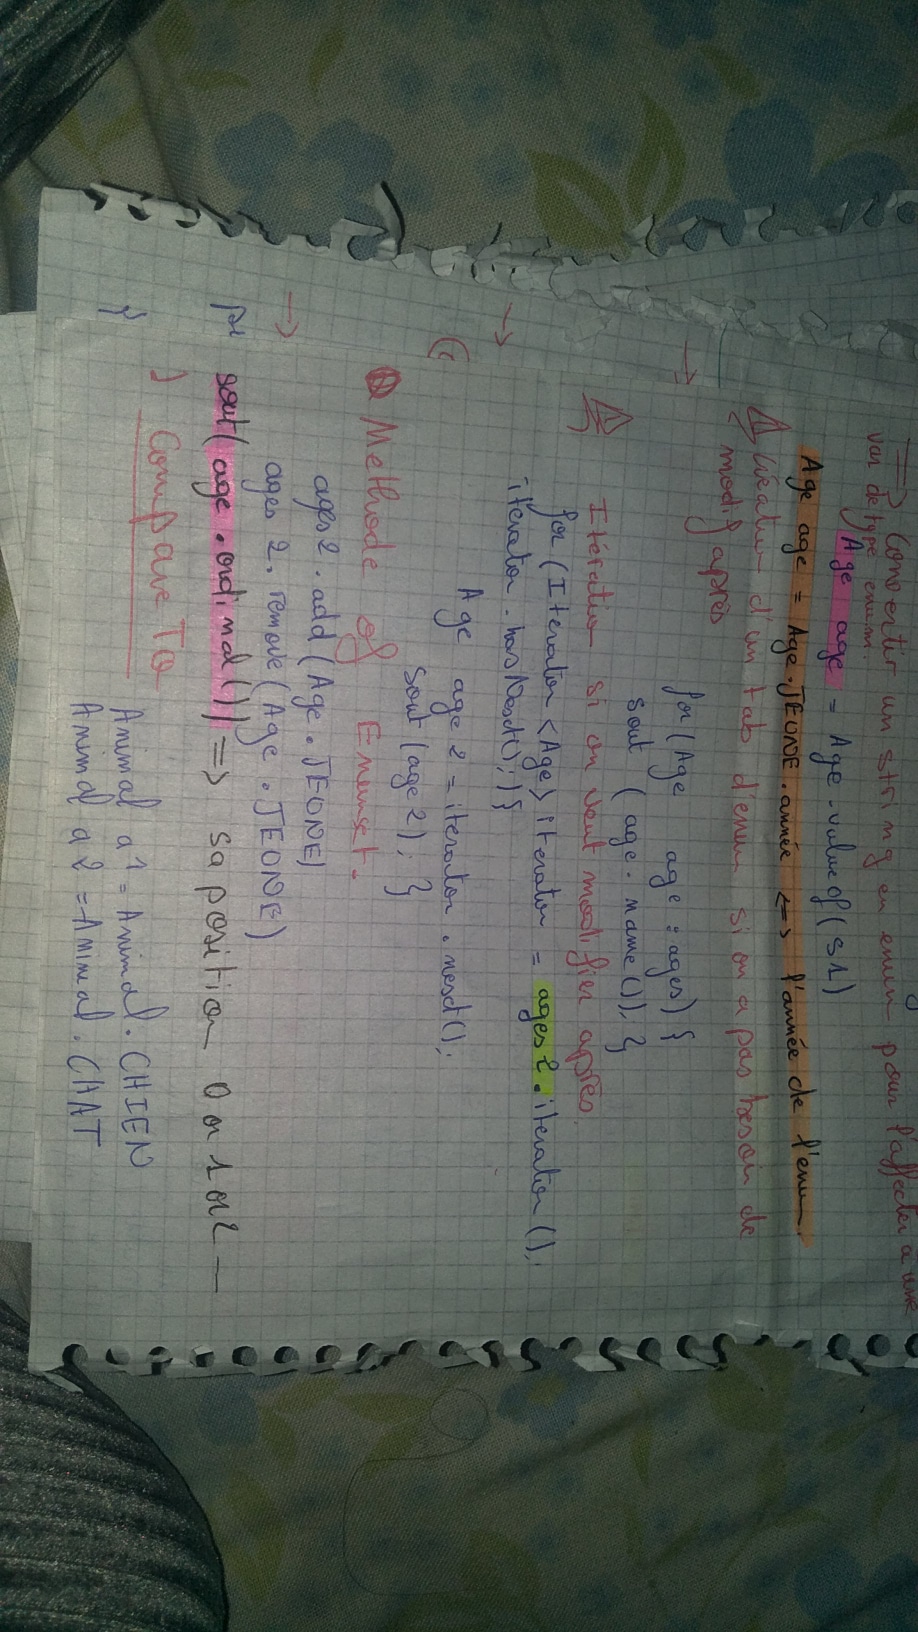 => Convertir un string en enum pour l'affecter à une
var de type enum.
Age age = Age.valueof(s1)
Age age = Age.JEUNE.année <=> l'année de l'enum.
Création d'un tab d'enum si on a pas besoin de
modif après
for (Age age : ages) {
sout (age.name()); }
Itération si on veut modifier après.
for (Iterator <Age> iterator = ages2.iterator();
iterator.hasNext();) {
Age age2 = iterator.next();
sout (age2); }
Methode of Enumset.
ages2.add(Age.JEUNE)
ages2.remove(Age.JEUNE)
sout(age.ordinal()) => sa position 0 ou 1 ou 2 —
Compare To
Animal a1 = Animal.CHIEN
Animal a2 = Animal.CHAT